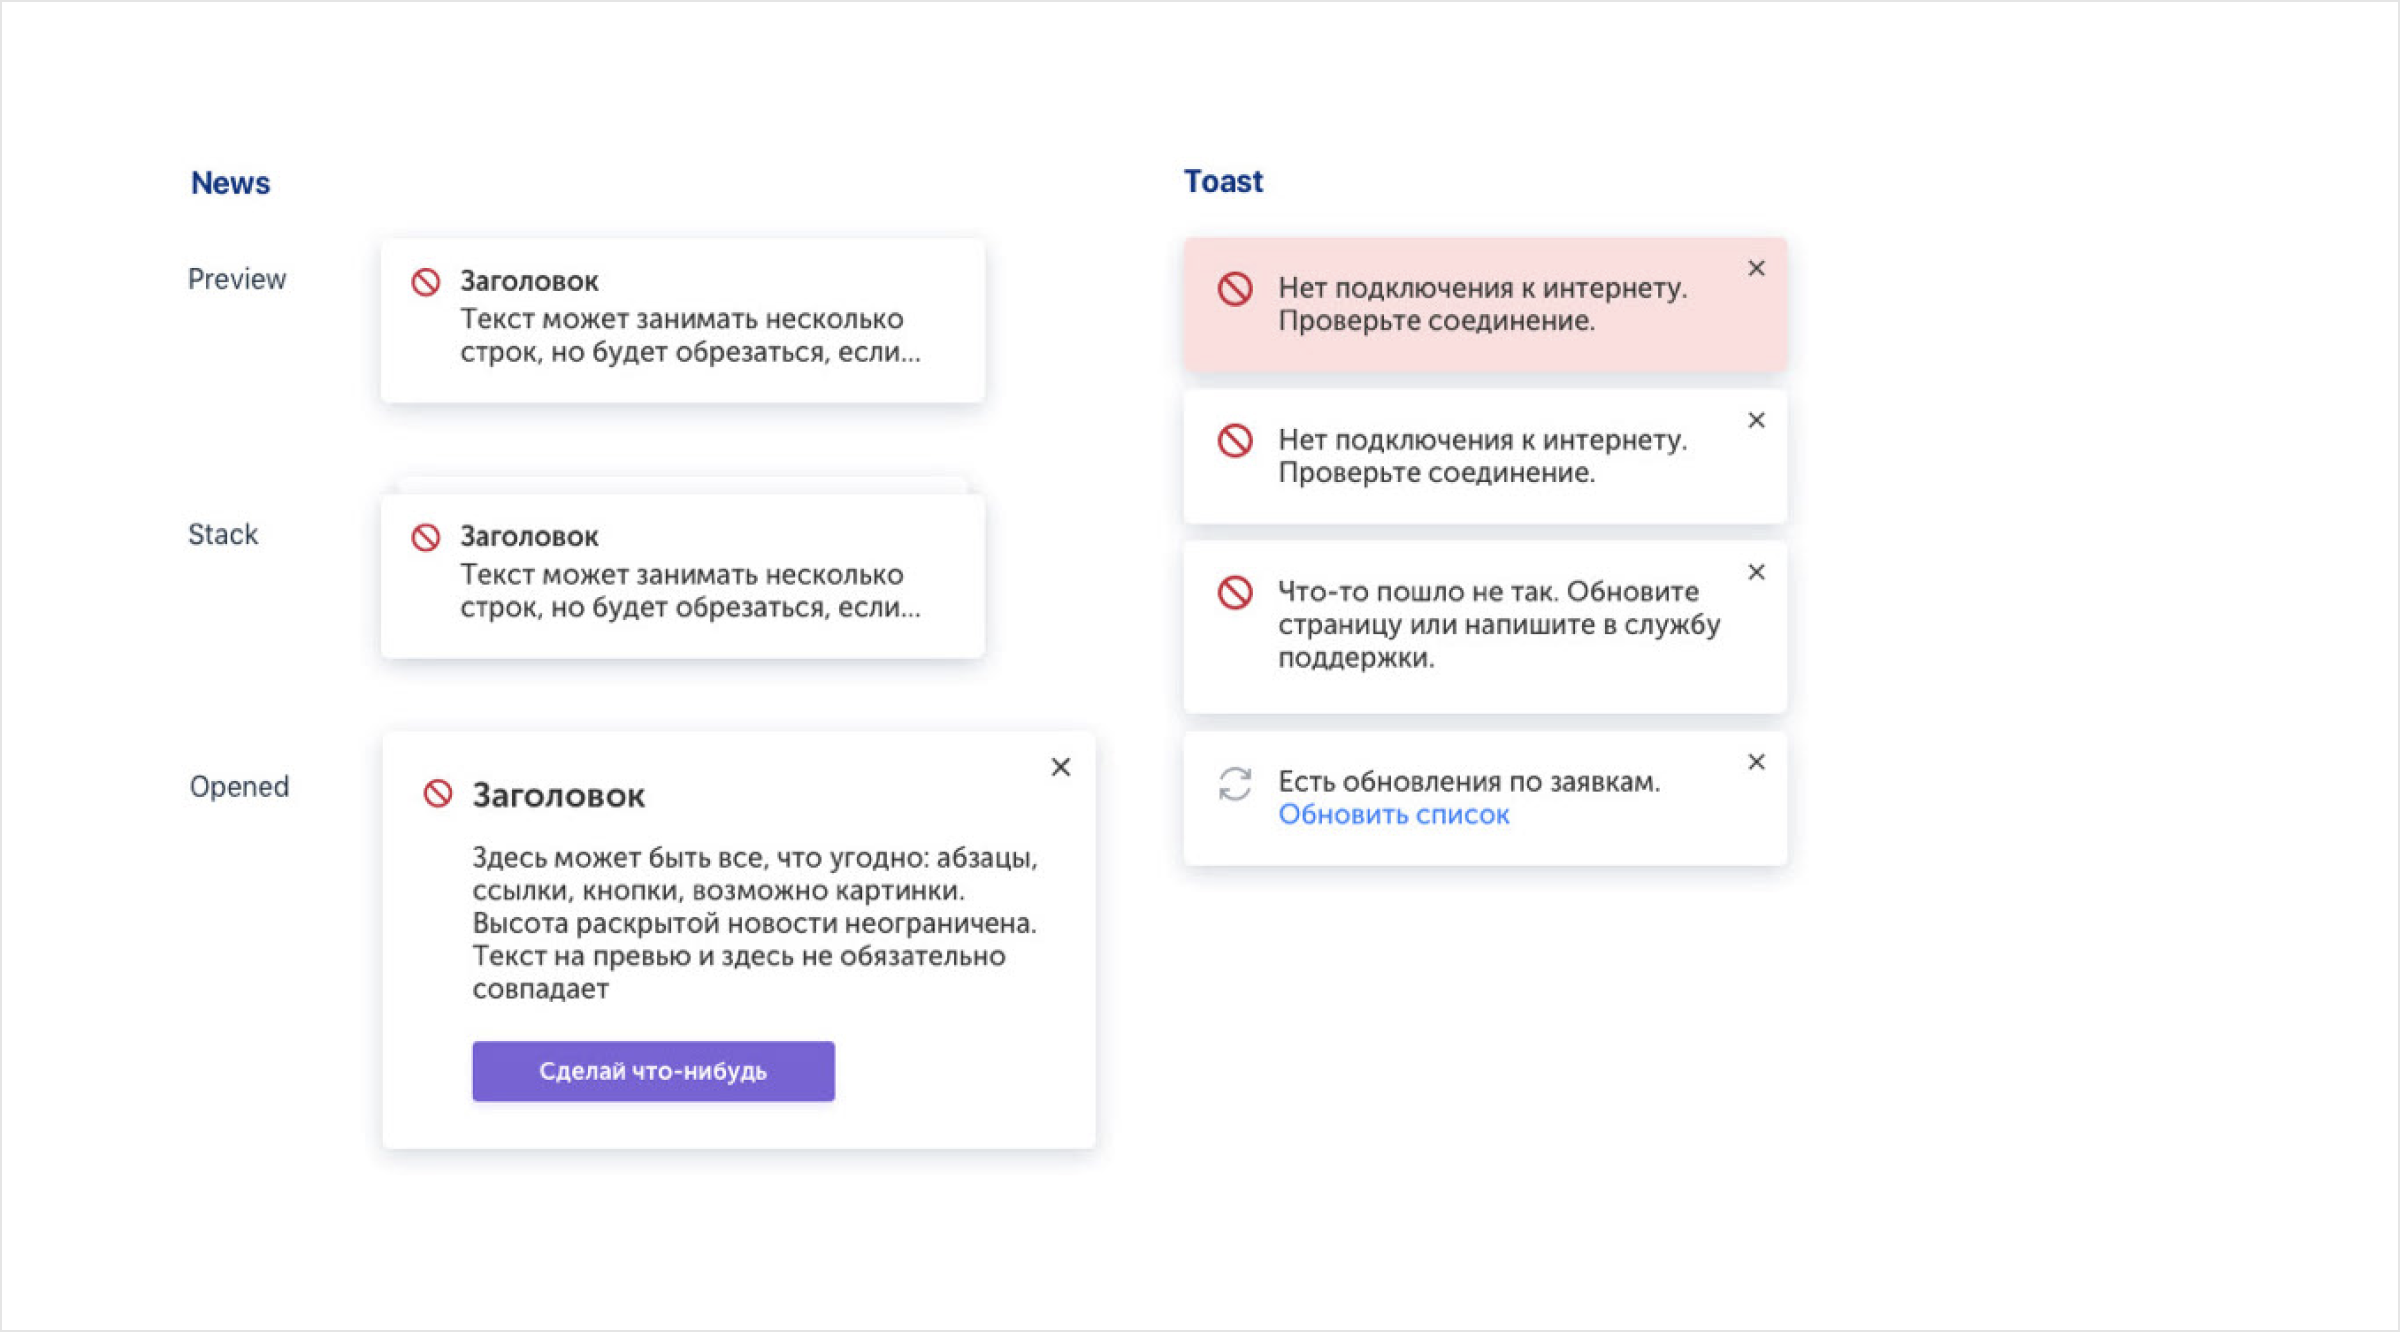 News
Preview
Заголовок
Текст может занимать несколько
строк, но будет обрезаться, если...
Stack
Заголовок
Текст может занимать несколько
строк, но будет обрезаться, если...
Opened
Заголовок
Здесь может быть все, что угодно: абзацы,
ссылки, кнопки, возможно картинки.
Высота раскрытой новости неограничена.
Текст на превью и здесь не обязательно
совпадает
Сделай что-нибудь
Toast
Нет подключения к интернету.
Проверьте соединение.
Нет подключения к интернету.
Проверьте соединение.
Что-то пошло не так. Обновите
страницу или напишите в службу
поддержки.
Есть обновления по заявкам.
Обновить список